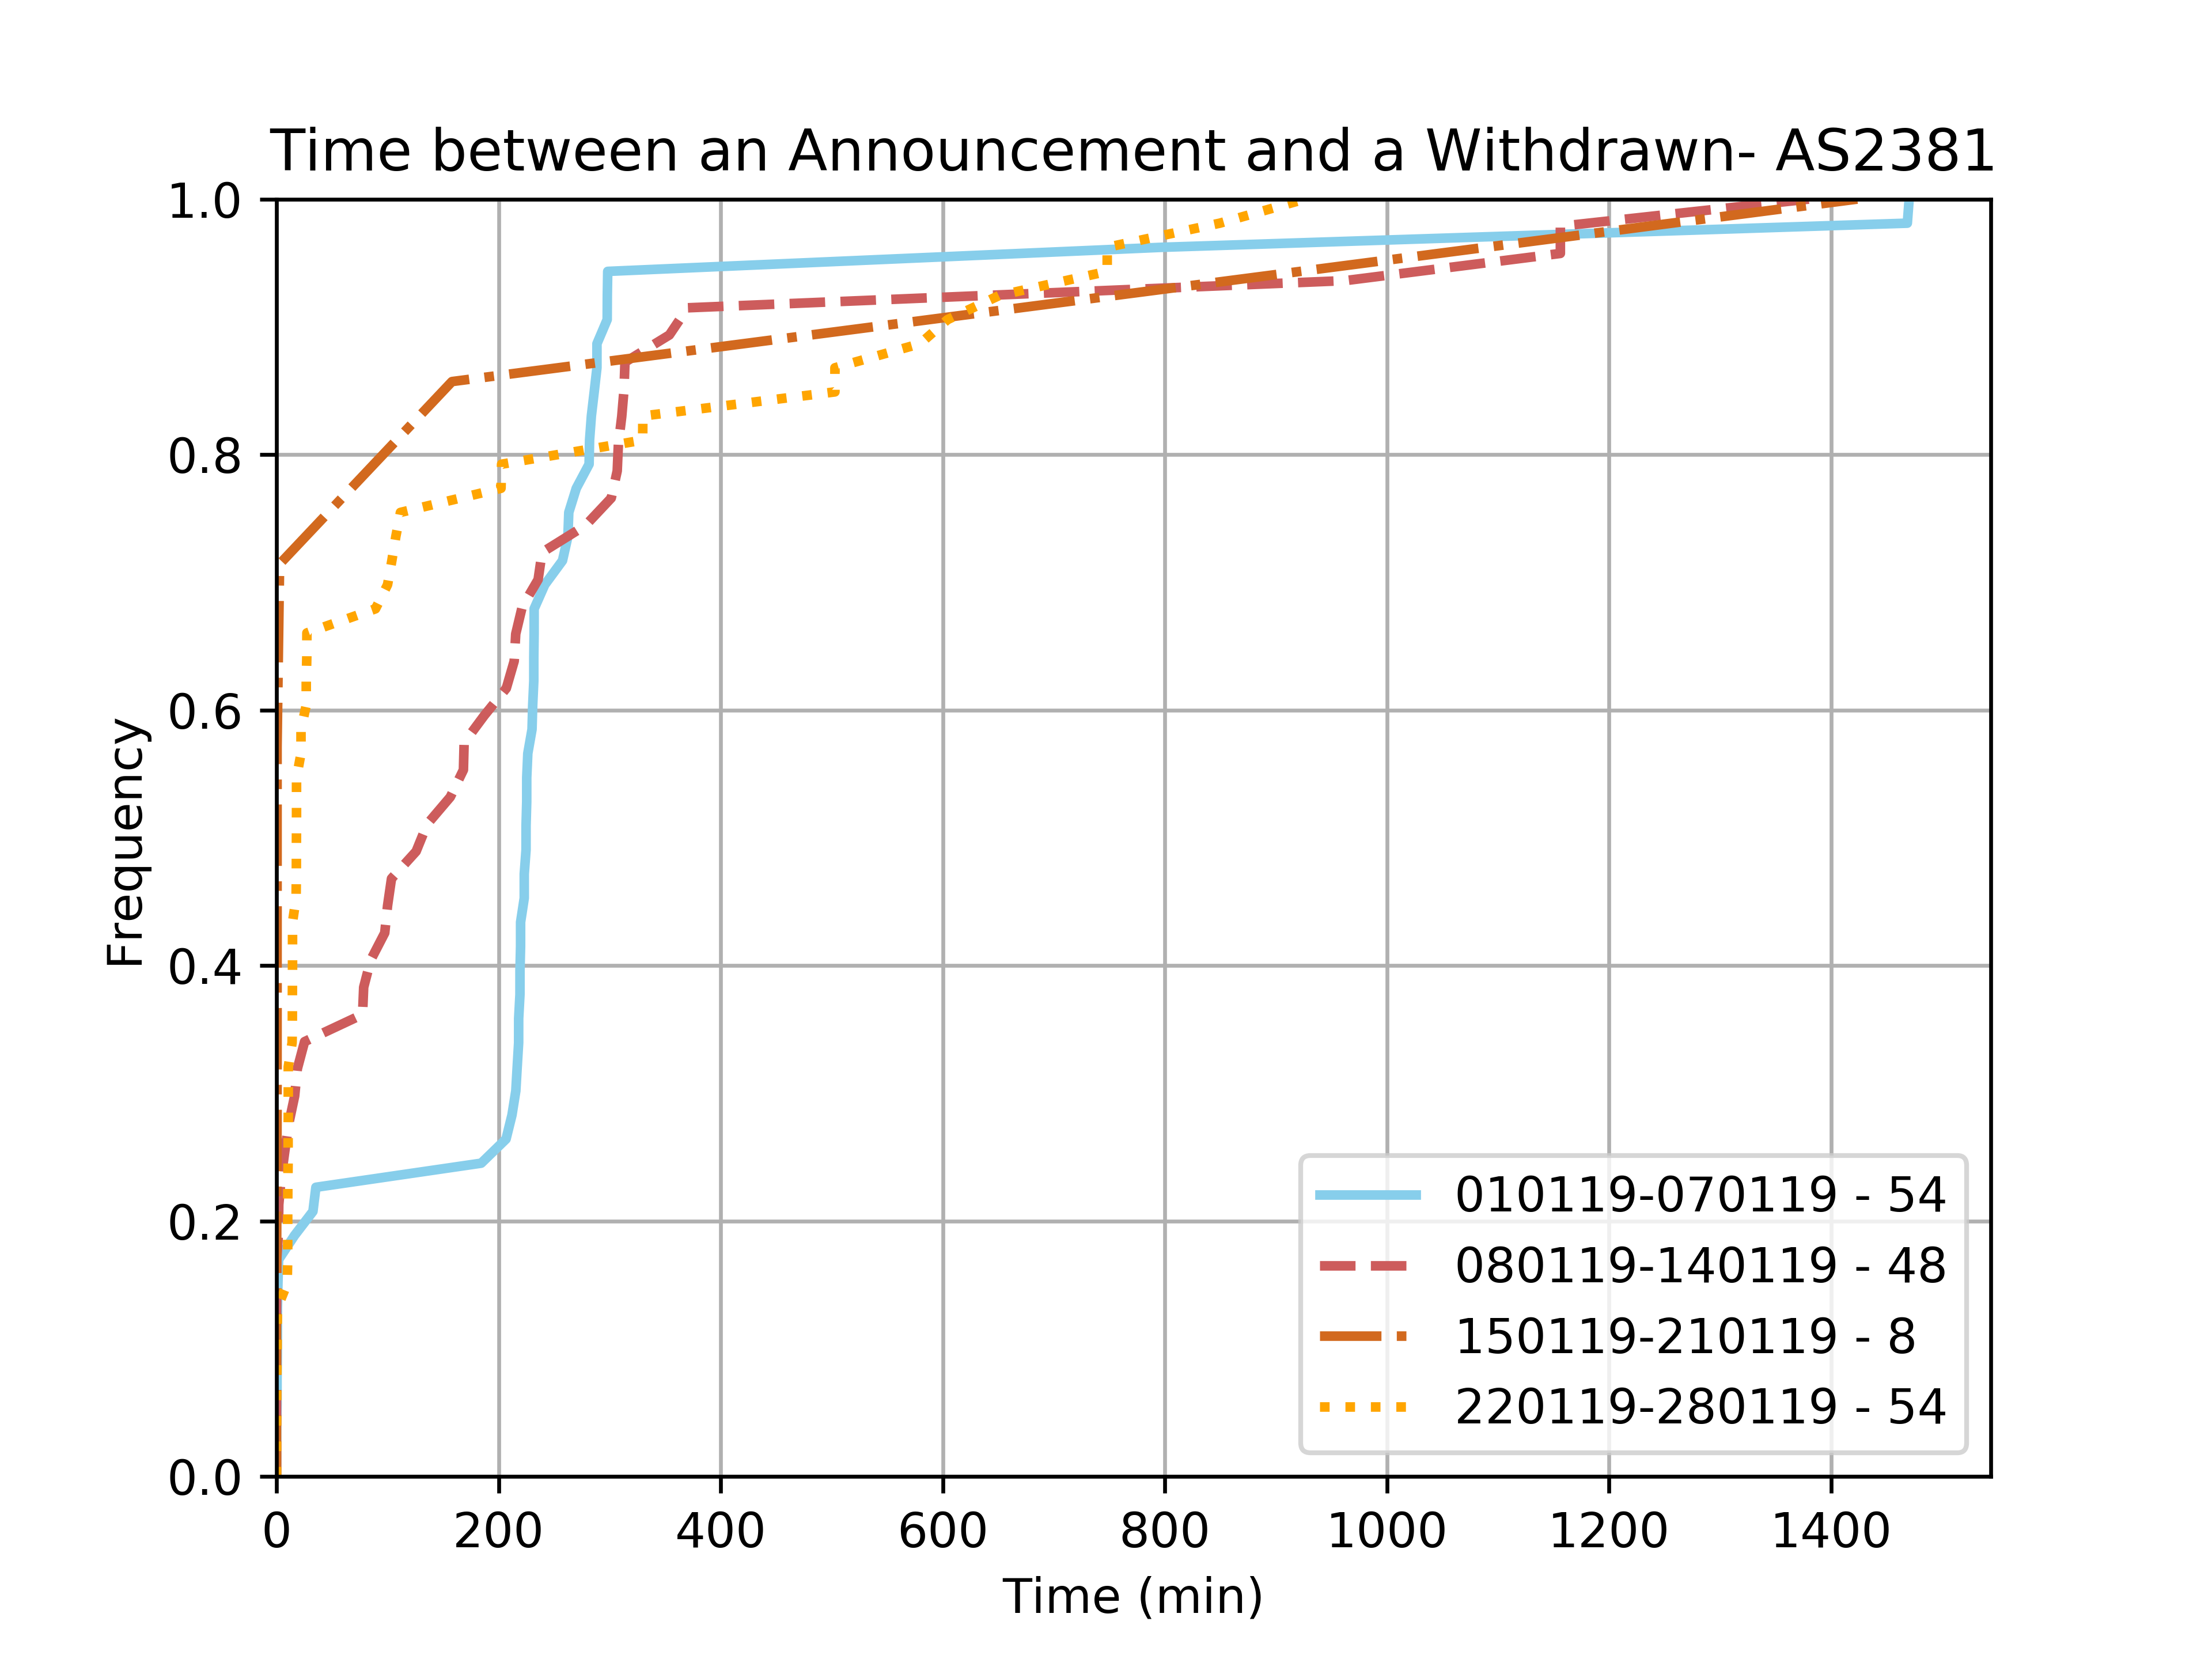 Time between an Announcement and a Withdrawn- AS2381
1.0
0.8
0.6
0.4
0.2
0.0
Frequency
0 200 400 600 800 1000 1200 1400
Time (min)
010119-070119 - 54
080119-140119 - 48
150119-210119 - 8
220119-280119 - 54